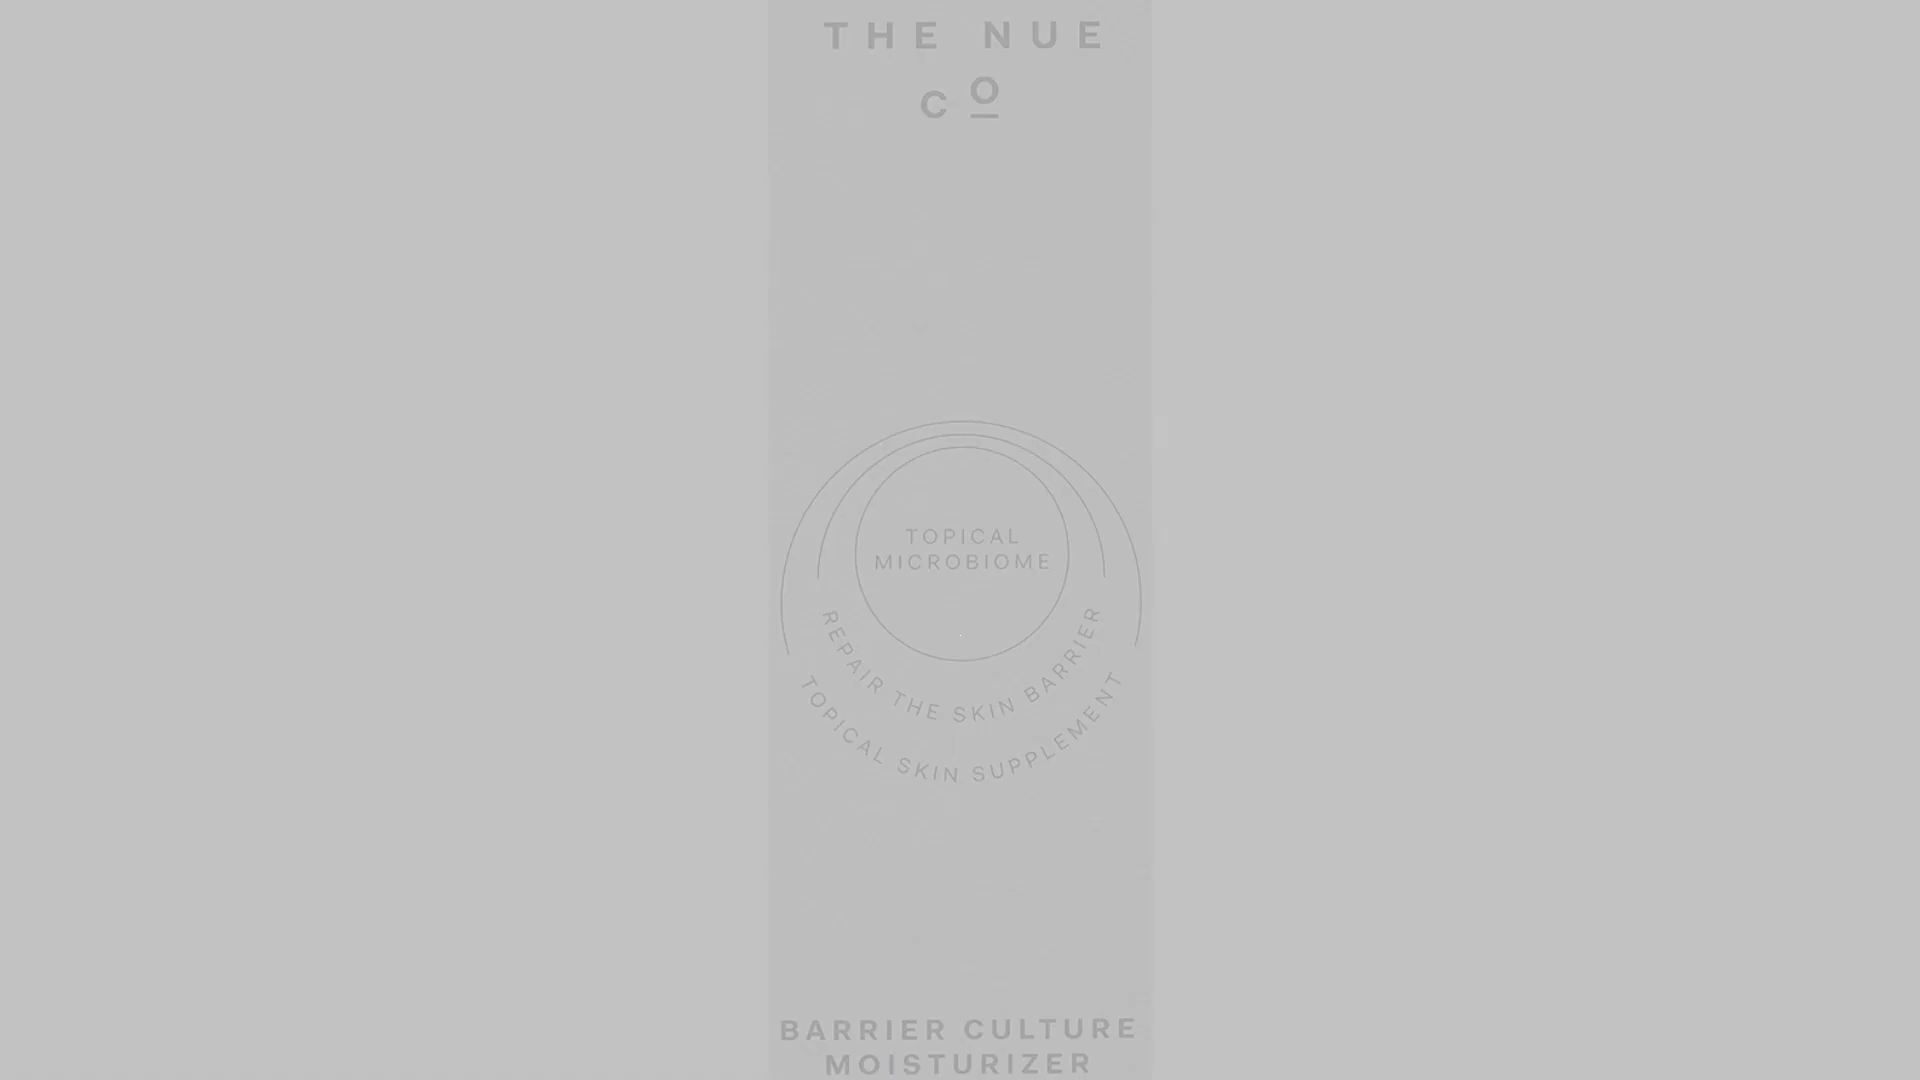 THE NUE
CO
TOPICAL
MICROBIOME
REPAIR THE SKIN BARRIER
TOPICAL SKIN SUPPLEMENT
BARRIER CULTURE
MOISTURIZER